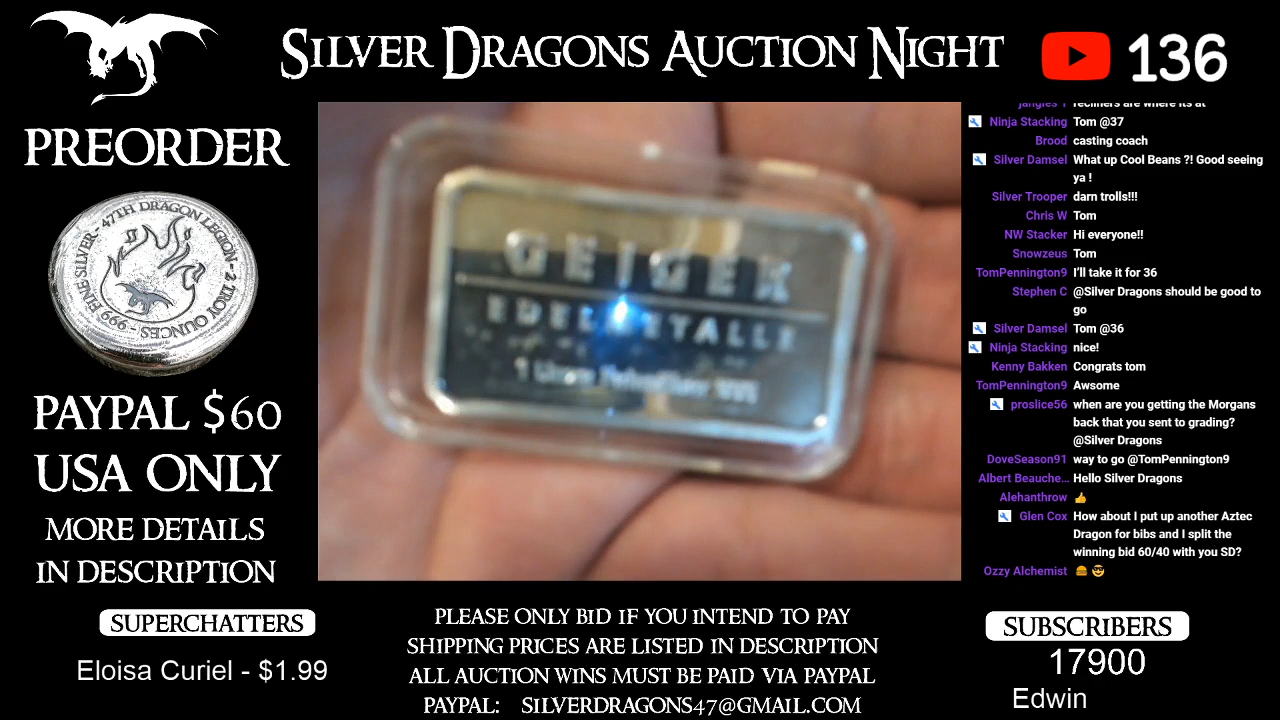 SILVER DRAGONS AUCTION NIGHT
136
PREORDER
47TH DRAGON LEGION - 2 TROY OUNCES - 999 FINE SILVER -
PAYPAL $60
USA ONLY
MORE DETAILS
IN DESCRIPTION
SUPERCHATTERS
Eloisa Curiel - $1.99
GEIGER
EDELMETALLE
recliners are where its at
Ninja Stacking Tom @37
Brood casting coach
Silver Damsel What up Cool Beans ?! Good seeing
ya !
Silver Trooper darn trolls!!!
Chris W Tom
NW Stacker Hi everyone!!
Snowzeus Tom
TomPennington9 I'll take it for 36
Stephen C @Silver Dragons should be good to
go
Silver Damsel Tom @36
Ninja Stacking nice!
Kenny Bakken Congrats tom
TomPennington9 Awsome
proslice56 when are you getting the Morgans
back that you sent to grading?
@Silver Dragons
DoveSeason91 way to go @TomPennington9
Albert Beauche... Hello Silver Dragons
Alehanthrow 👍
Glen Cox How about I put up another Aztec
Dragon for bibs and I split the
winning bid 60/40 with you SD?
Ozzy Alchemist 🍔 😎
PLEASE ONLY BID IF YOU INTEND TO PAY
SHIPPING PRICES ARE LISTED IN DESCRIPTION
ALL AUCTION WINS MUST BE PAID VIA PAYPAL
PAYPAL: SILVERDRAGONS47@GMAIL.COM
SUBSCRIBERS
17900
Edwin